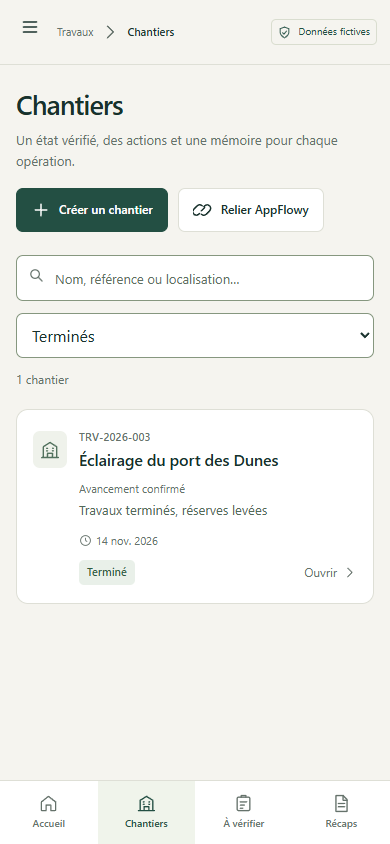 Travaux > Chantiers
Données fictives
Chantiers
Un état vérifié, des actions et une mémoire pour chaque
opération.
Créer un chantier
Relier AppFlowy
Nom, référence ou localisation...
Terminés
1 chantier
TRV-2026-003
Éclairage du port des Dunes
Avancement confirmé
Travaux terminés, réserves levées
14 nov. 2026
Terminé
Ouvrir
Accueil
Chantiers
À vérifier
Récaps